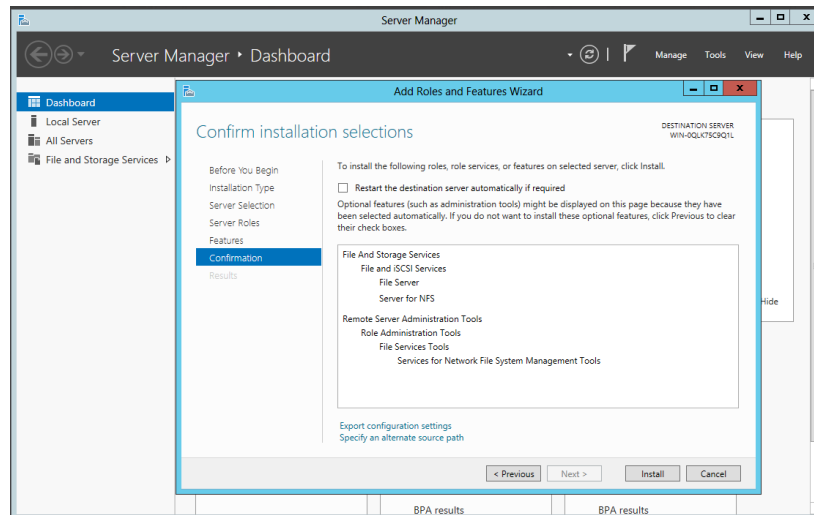 Server Manager
Server Manager • Dashboard
Manage Tools View Help
Dashboard
Local Server
All Servers
File and Storage Services
Add Roles and Features Wizard
Confirm installation selections
DESTINATION SERVER
WIN-0QLK75C9Q1L
Before You Begin
Installation Type
Server Selection
Server Roles
Features
Confirmation
Results
To install the following roles, role services, or features on selected server, click Install.
Restart the destination server automatically if required
Optional features (such as administration tools) might be displayed on this page because they have
been selected automatically. If you do not want to install these optional features, click Previous to clear
their check boxes.
File And Storage Services
File and iSCSI Services
File Server
Server for NFS
Remote Server Administration Tools
Role Administration Tools
File Services Tools
Services for Network File System Management Tools
Export configuration settings
Specify an alternate source path
< Previous Next > Install Cancel
Hide
BPA results BPA results